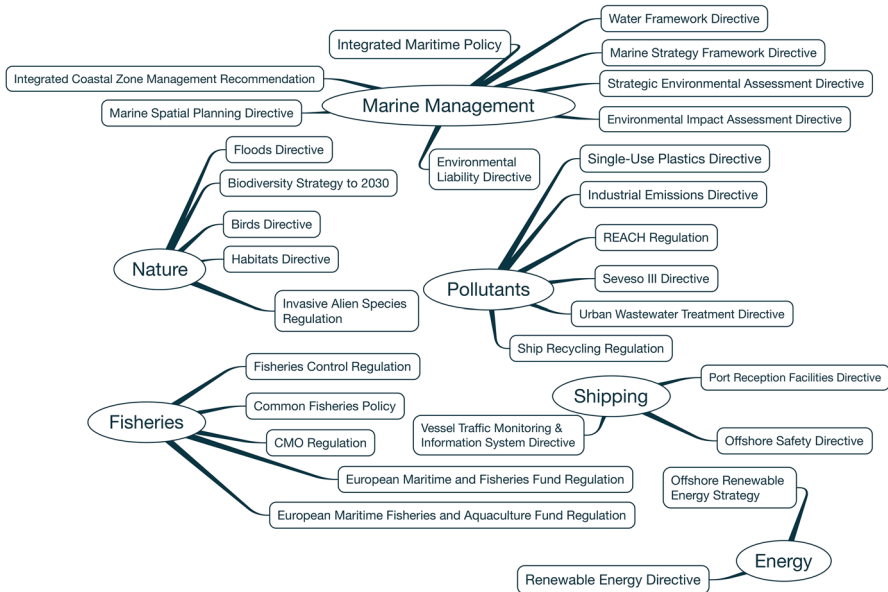 Water Framework Directive
Integrated Maritime Policy
Marine Strategy Framework Directive
Integrated Coastal Zone Management Recommendation
Strategic Environmental Assessment Directive
Marine Management
Marine Spatial Planning Directive
Environmental Impact Assessment Directive
Environmental
Liability Directive
Floods Directive
Biodiversity Strategy to 2030
Birds Directive
Habitats Directive
Nature
Invasive Alien Species
Regulation
Single-Use Plastics Directive
Industrial Emissions Directive
REACH Regulation
Seveso III Directive
Pollutants
Urban Wastewater Treatment Directive
Ship Recycling Regulation
Fisheries Control Regulation
Common Fisheries Policy
Fisheries
CMO Regulation
European Maritime and Fisheries Fund Regulation
European Maritime Fisheries and Aquaculture Fund Regulation
Port Reception Facilities Directive
Shipping
Vessel Traffic Monitoring &
Information System Directive
Offshore Safety Directive
Offshore Renewable
Energy Strategy
Energy
Renewable Energy Directive